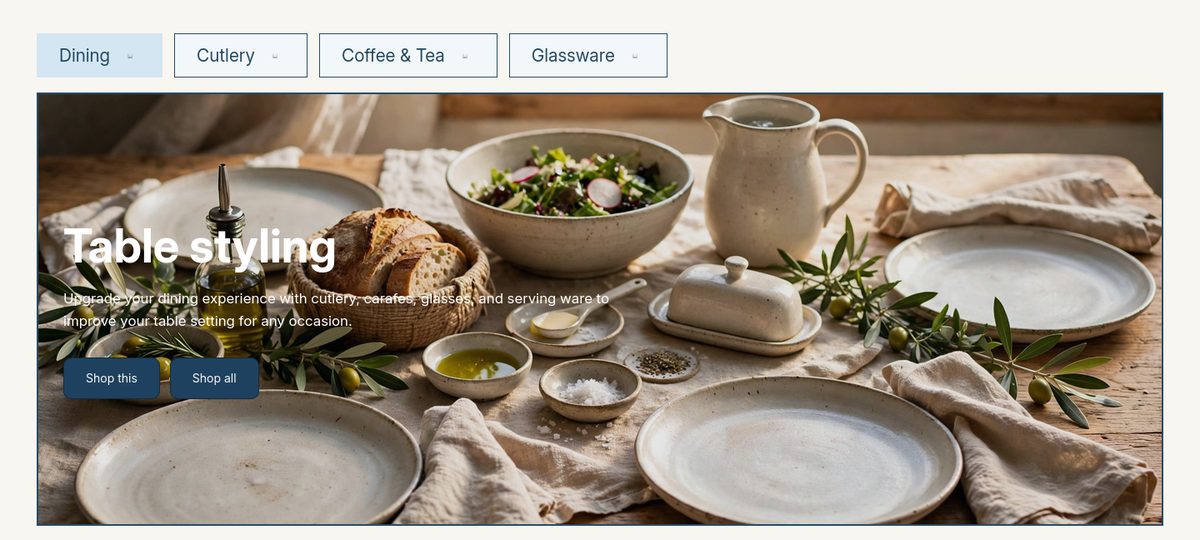 Dining
Cutlery
Coffee & Tea
Glassware
Table styling
Upgrade your dining experience with cutlery, carafes, glasses, and serving ware to
improve your table setting for any occasion.
Shop this
Shop all